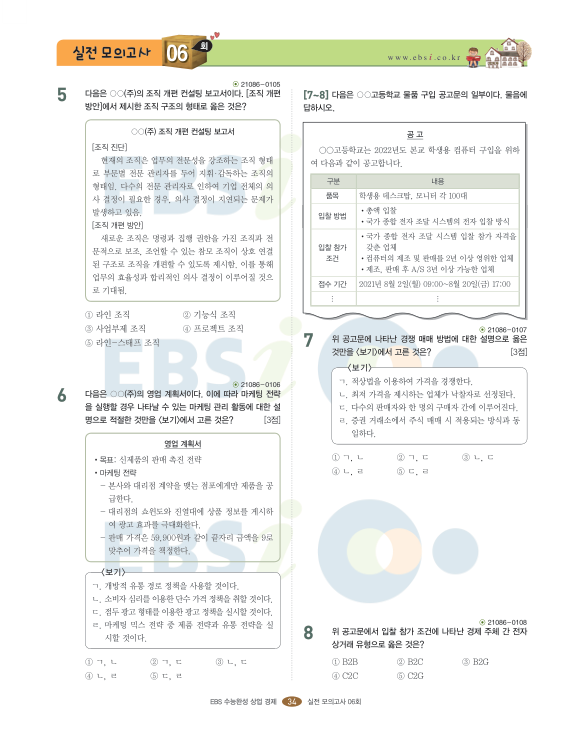 실전 모의고사 06 회
www.ebsi.co.kr
21086-0105
5 다음은 ○○(주)의 조직 개편 컨설팅 보고서이다. [조직 개편
방안]에서 제시한 조직 구조의 형태로 옳은 것은?
○○(주) 조직 개편 컨설팅 보고서
[조직 진단]
현재의 조직은 업무의 전문성을 강조하는 조직 형태
로 부문별 전문 관리자를 두어 지휘·감독하는 조직의
형태임. 다수의 전문 관리자로 인하여 기업 전체의 의
사 결정이 필요한 경우, 의사 결정이 지연되는 문제가
발생하고 있음.
[조직 개편 방안]
새로운 조직은 명령과 집행 권한을 가진 조직과 전
문적으로 보조, 조언할 수 있는 참모 조직이 상호 연결
된 구조로 조직을 개편할 수 있도록 제시함. 이를 통해
업무의 효율성과 합리적인 의사 결정이 이루어질 것으
로 기대됨.
① 라인 조직 ② 기능식 조직
③ 사업부제 조직 ④ 프로젝트 조직
⑤ 라인-스태프 조직
21086-0106
6 다음은 ○○(주)의 영업 계획서이다. 이에 따라 마케팅 전략
을 실행할 경우 나타날 수 있는 마케팅 관리 활동에 대한 설
명으로 적절한 것만을 〈보기〉에서 고른 것은? [3점]
영업 계획서
• 목표: 신제품의 판매 촉진 전략
• 마케팅 전략
- 본사와 대리점 계약을 맺는 점포에게만 제품을 공
급한다.
- 대리점의 쇼윈도와 진열대에 상품 정보를 게시하
여 광고 효과를 극대화한다.
- 판매 가격은 59,900원과 같이 끝자리 금액을 9로
맞추어 가격을 책정한다.
〈보기〉
ㄱ. 개방적 유통 경로 정책을 사용할 것이다.
ㄴ. 소비자 심리를 이용한 단수 가격 정책을 취할 것이다.
ㄷ. 점두 광고 형태를 이용한 광고 정책을 실시할 것이다.
ㄹ. 마케팅 믹스 전략 중 제품 전략과 유통 전략을 실
시할 것이다.
① ㄱ, ㄴ ② ㄱ, ㄷ ③ ㄴ, ㄷ
④ ㄴ, ㄹ ⑤ ㄷ, ㄹ
[7~8] 다음은 ○○고등학교 물품 구입 공고문의 일부이다. 물음에
답하시오.
공 고
○○고등학교는 2022년도 본교 학생용 컴퓨터 구입을 위하
여 다음과 같이 공고합니다.
구분 내용
품목 학생용 데스크탑, 모니터 각 100대
입찰 방법 • 총액 입찰
• 국가 종합 전자 조달 시스템의 전자 입찰 방식
입찰 참가 조건 • 국가 종합 전자 조달 시스템 입찰 참가 자격을
갖춘 업체
• 컴퓨터의 제조 및 판매를 2년 이상 영위한 업체
• 제조, 판매 후 A/S 3년 이상 가능한 업체
접수 기간 2021년 8월 2일(월) 09:00~8월 20일(금) 17:00
⋮ ⋮
21086-0107
7 위 공고문에 나타난 경쟁 매매 방법에 대한 설명으로 옳은
것만을 〈보기〉에서 고른 것은? [3점]
〈보기〉
ㄱ. 적상법을 이용하여 가격을 경쟁한다.
ㄴ. 최저 가격을 제시하는 업체가 낙찰자로 선정된다.
ㄷ. 다수의 판매자와 한 명의 구매자 간에 이루어진다.
ㄹ. 증권 거래소에서 주식 매매 시 적용되는 방식과 동
일하다.
① ㄱ, ㄴ ② ㄱ, ㄷ ③ ㄴ, ㄷ
④ ㄴ, ㄹ ⑤ ㄷ, ㄹ
21086-0108
8 위 공고문에서 입찰 참가 조건에 나타난 경제 주체 간 전자
상거래 유형으로 옳은 것은?
① B2B ② B2C ③ B2G
④ C2C ⑤ C2G
EBS 수능완성 상업 경제 34 실전 모의고사 06회